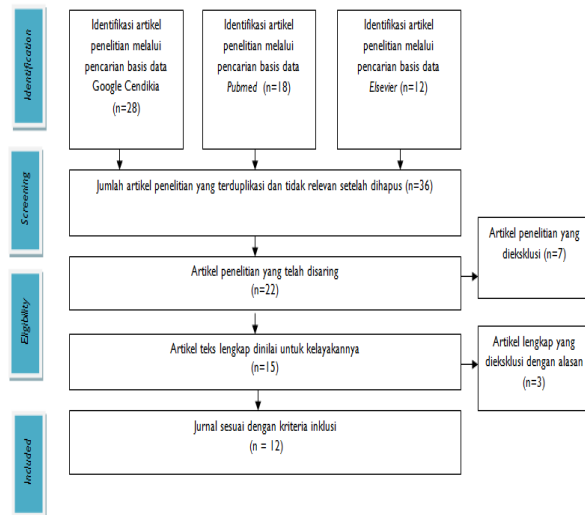 Identification
Identifikasi artikel
penelitian melalui
pencarian basis data
Google Cendikia
(n=28)
Identifikasi artikel
penelitian melalui
pencarian basis data
Pubmed (n=18)
Identifikasi artikel
penelitian melalui
pencarian basis data
Elsevier (n=12)
Screening
Jumlah artikel penelitian yang terduplikasi dan tidak relevan setelah dihapus (n=36)
Artikel penelitian yang telah disaring
(n=22)
Artikel penelitian yang
dieksklusi (n=7)
Eligibility
Artikel teks lengkap dinilai untuk kelayakannya
(n=15)
Artikel lengkap yang
dieksklusi dengan alasan
(n=3)
Included
Jurnal sesuai dengan kriteria inklusi
(n = 12)